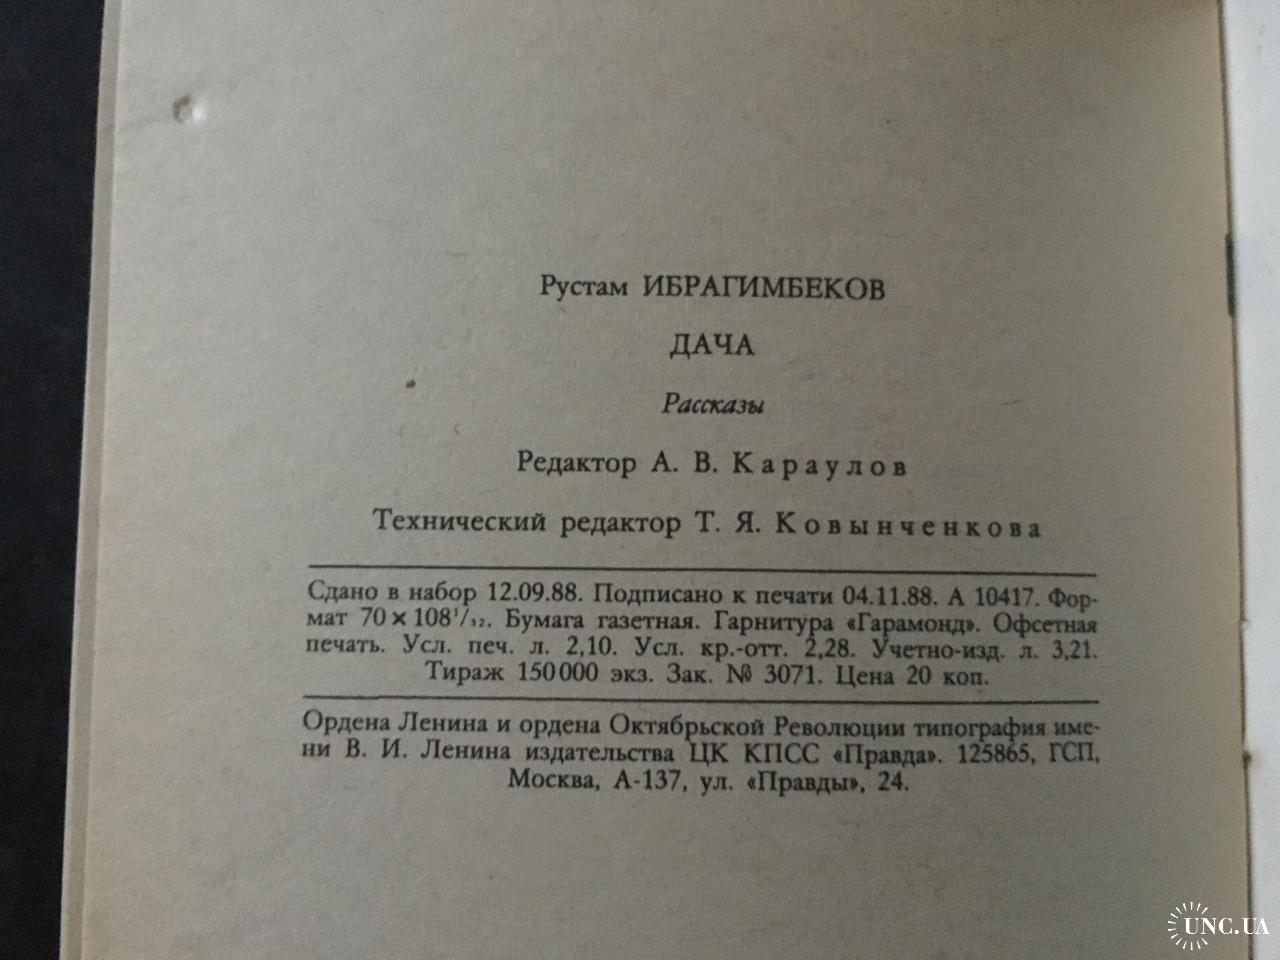 Рустам ИБРАГИМБЕКОВ
ДАЧА
Рассказы
Редактор А. В. Караулов
Технический редактор Т. Я. Ковынченкова
Сдано в набор 12.09.88. Подписано к печати 04.11.88. А 10417. Фор-
мат 70×108¹/₃₂. Бумага газетная. Гарнитура «Гарамонд». Офсетная
печать. Усл. печ. л. 2,10. Усл. кр.-отт. 2,28. Учетно-изд. л. 3,21.
Тираж 150 000 экз. Зак. № 3071. Цена 20 коп.
Ордена Ленина и ордена Октябрьской Революции типография име-
ни В. И. Ленина издательства ЦК КПСС «Правда». 125865, ГСП,
Москва, А-137, ул. «Правды», 24.
UNC.UA